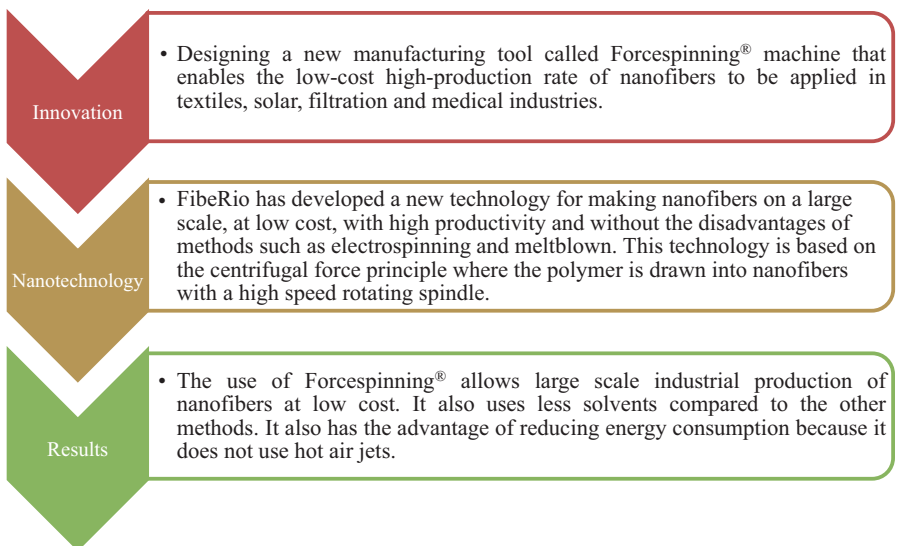 Innovation
• Designing a new manufacturing tool called Forcespinning® machine that
enables the low-cost high-production rate of nanofibers to be applied in
textiles, solar, filtration and medical industries.
Nanotechnology
• FibeRio has developed a new technology for making nanofibers on a large
scale, at low cost, with high productivity and without the disadvantages of
methods such as electrospinning and meltblown. This technology is based on
the centrifugal force principle where the polymer is drawn into nanofibers
with a high speed rotating spindle.
Results
• The use of Forcespinning® allows large scale industrial production of
nanofibers at low cost. It also uses less solvents compared to the other
methods. It also has the advantage of reducing energy consumption because it
does not use hot air jets.